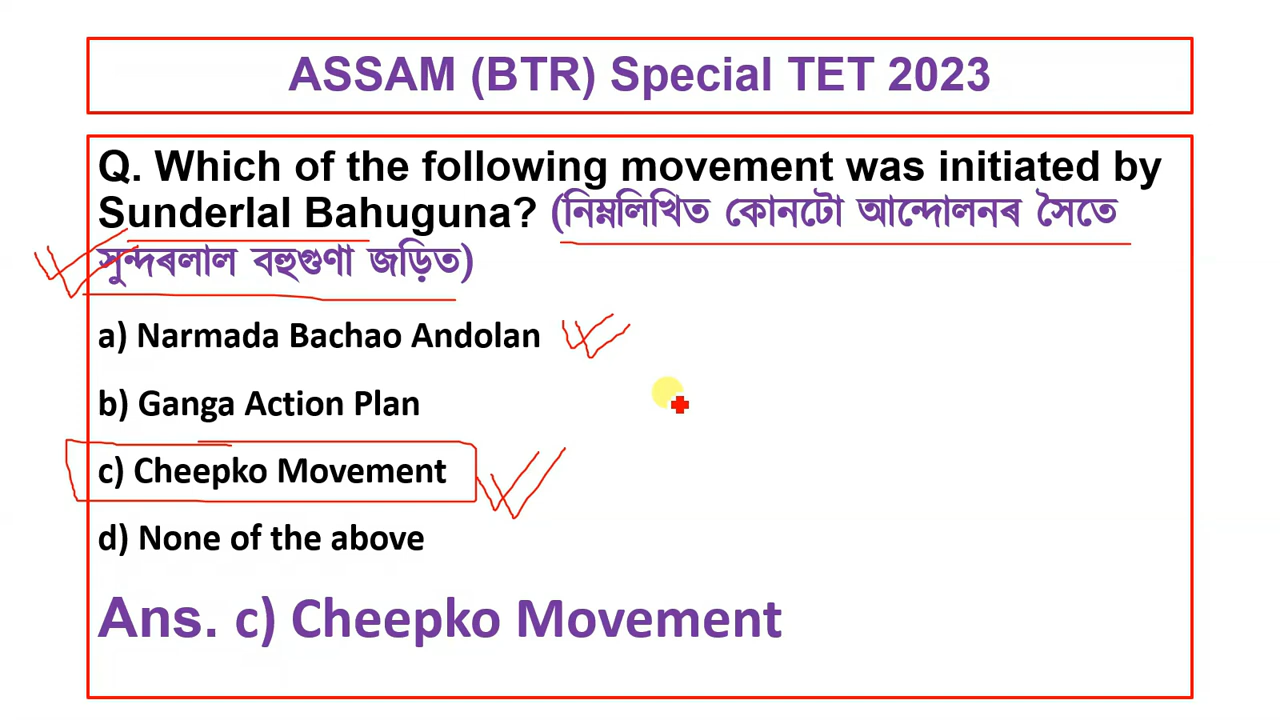 ASSAM (BTR) Special TET 2023
Q. Which of the following movement was initiated by
Sunderlal Bahuguna? (নিম্নলিখিত কোনটো আন্দোলনৰ সৈতে
সুন্দৰলাল বহুগুণা জড়িত)
a) Narmada Bachao Andolan
b) Ganga Action Plan
c) Cheepko Movement
d) None of the above
Ans. c) Cheepko Movement